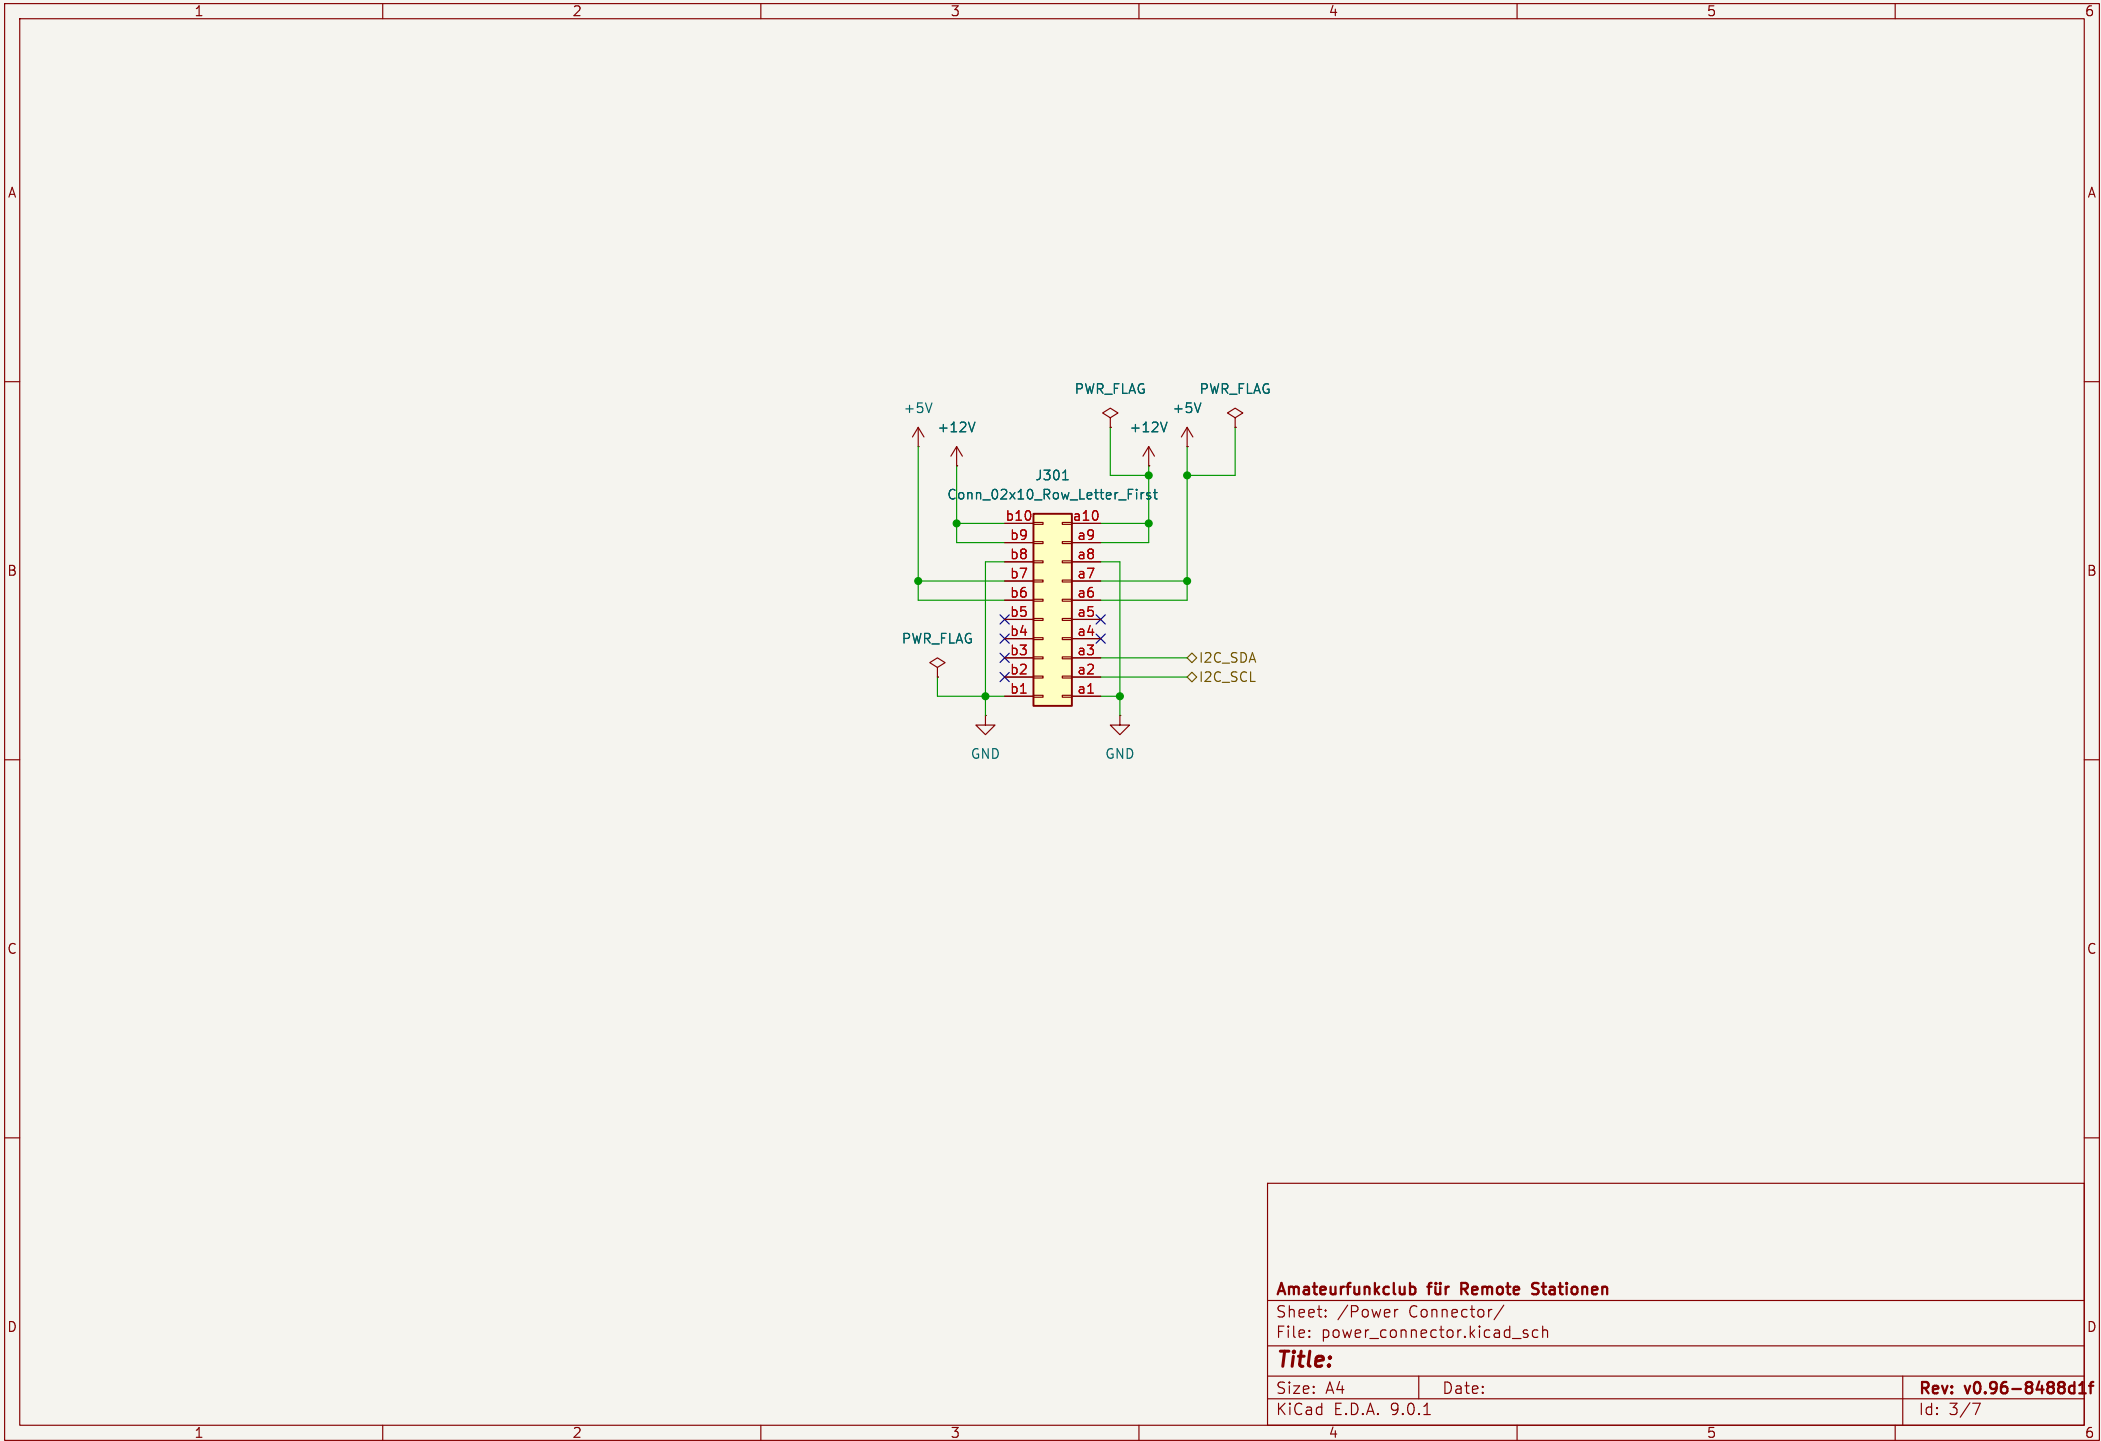 1 2 3 4 5 6
A A
PWR_FLAG PWR_FLAG
+5V +5V
+12V +12V
J301
Conn_02x10_Row_Letter_First
b10 a10
b9 a9
b8 a8
B b7 a7 B
b6 a6
b5 a5
PWR_FLAG b4 a4
b3 a3 I2C_SDA
b2 a2 I2C_SCL
b1 a1
GND GND
C C
Amateurfunkclub für Remote Stationen
Sheet: /Power Connector/
D File: power_connector.kicad_sch D
Title:
Size: A4 Date: Rev: v0.96-8488d1f
KiCad E.D.A. 9.0.1 Id: 3/7
1 2 3 4 5 6